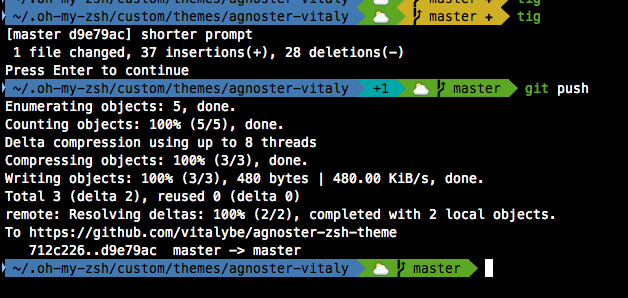 ~/.oh-my-zsh/custom/themes/agnoster-vitaly master + tig
~/.oh-my-zsh/custom/themes/agnoster-vitaly master + tig
[master d9e79ac] shorter prompt
1 file changed, 37 insertions(+), 28 deletions(-)
Press Enter to continue
~/.oh-my-zsh/custom/themes/agnoster-vitaly +1 master git push
Enumerating objects: 5, done.
Counting objects: 100% (5/5), done.
Delta compression using up to 8 threads
Compressing objects: 100% (3/3), done.
Writing objects: 100% (3/3), 480 bytes | 480.00 KiB/s, done.
Total 3 (delta 2), reused 0 (delta 0)
remote: Resolving deltas: 100% (2/2), completed with 2 local objects.
To https://github.com/vitalybe/agnoster-zsh-theme
712c226..d9e79ac master -> master
~/.oh-my-zsh/custom/themes/agnoster-vitaly master